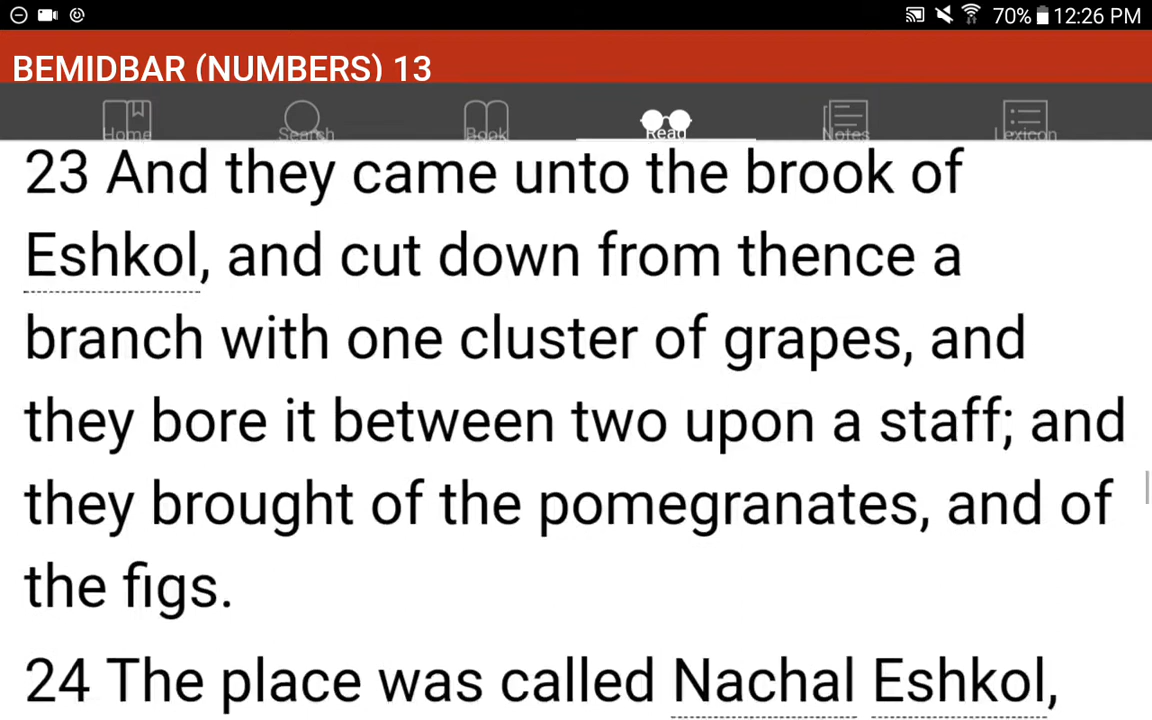 70% 12:26 PM
BEMIDBAR (NUMBERS) 13
Home Search Book Read Notes Lexicon
23 And they came unto the brook of
Eshkol, and cut down from thence a
branch with one cluster of grapes, and
they bore it between two upon a staff; and
they brought of the pomegranates, and of
the figs.
24 The place was called Nachal Eshkol,